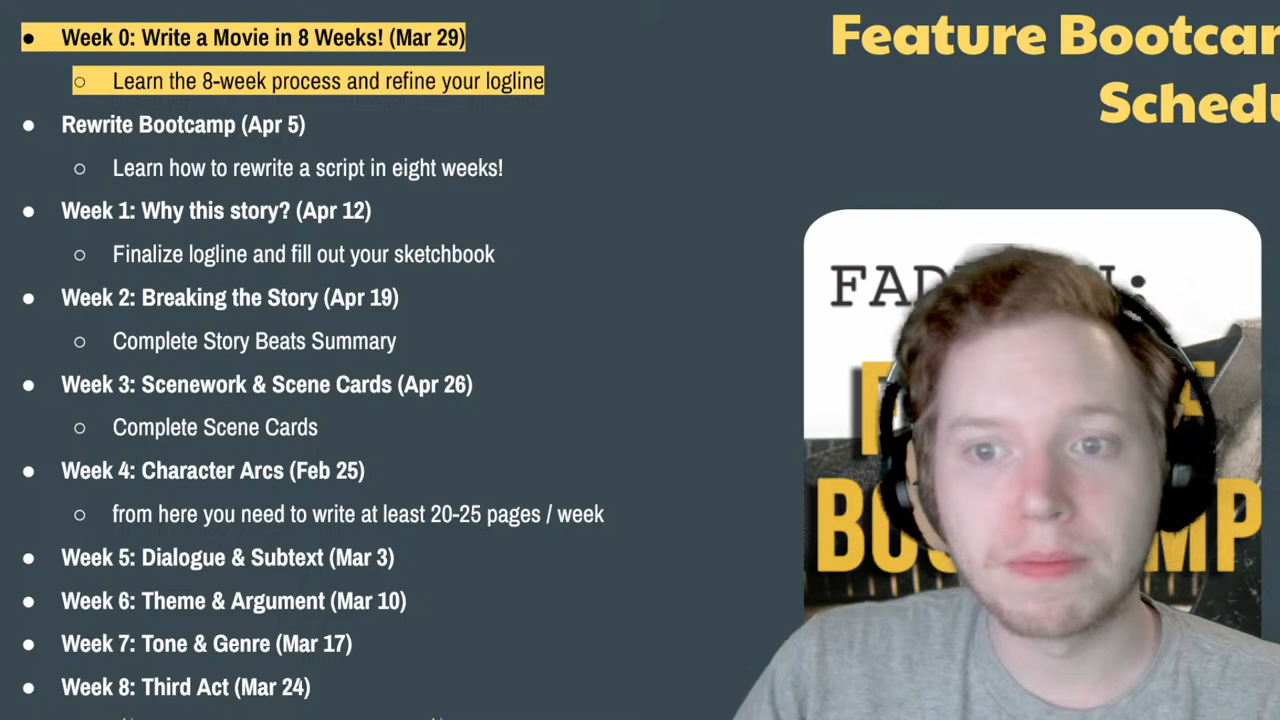 Week 0: Write a Movie in 8 Weeks! (Mar 29)
Learn the 8-week process and refine your logline
Rewrite Bootcamp (Apr 5)
Learn how to rewrite a script in eight weeks!
Week 1: Why this story? (Apr 12)
Finalize logline and fill out your sketchbook
Week 2: Breaking the Story (Apr 19)
Complete Story Beats Summary
Week 3: Scenework & Scene Cards (Apr 26)
Complete Scene Cards
Week 4: Character Arcs (Feb 25)
from here you need to write at least 20-25 pages / week
Week 5: Dialogue & Subtext (Mar 3)
Week 6: Theme & Argument (Mar 10)
Week 7: Tone & Genre (Mar 17)
Week 8: Third Act (Mar 24)
Feature Bootcam
Schedu